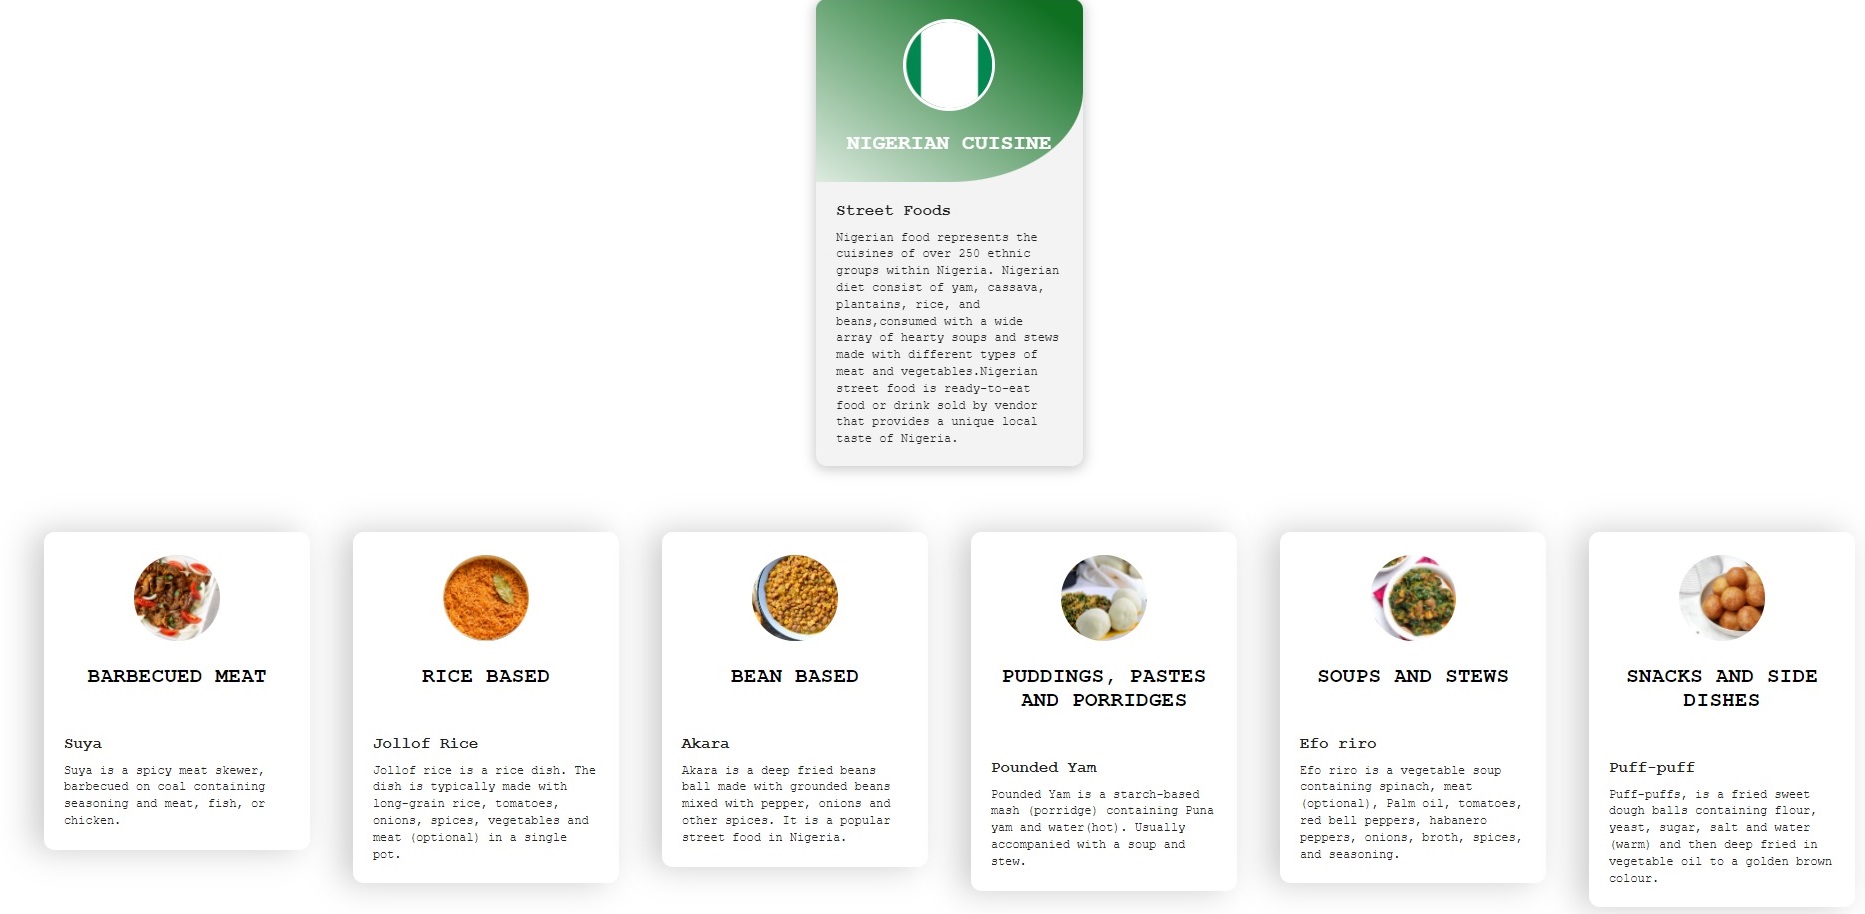 NIGERIAN CUISINE
Street Foods
Nigerian food represents the
cuisines of over 250 ethnic
groups within Nigeria. Nigerian
diet consist of yam, cassava,
plantains, rice, and
beans,consumed with a wide
array of hearty soups and stews
made with different types of
meat and vegetables.Nigerian
street food is ready-to-eat
food or drink sold by vendor
that provides a unique local
taste of Nigeria.
BARBECUED MEAT
Suya
Suya is a spicy meat skewer,
barbecued on coal containing
seasoning and meat, fish, or
chicken.
RICE BASED
Jollof Rice
Jollof rice is a rice dish. The
dish is typically made with
long-grain rice, tomatoes,
onions, spices, vegetables and
meat (optional) in a single
pot.
BEAN BASED
Akara
Akara is a deep fried beans
ball made with grounded beans
mixed with pepper, onions and
other spices. It is a popular
street food in Nigeria.
PUDDINGS, PASTES
AND PORRIDGES
Pounded Yam
Pounded Yam is a starch-based
mash (porridge) containing Puna
yam and water(hot). Usually
accompanied with a soup and
stew.
SOUPS AND STEWS
Efo riro
Efo riro is a vegetable soup
containing spinach, meat
(optional), Palm oil, tomatoes,
red bell peppers, habanero
peppers, onions, broth, spices,
and seasoning.
SNACKS AND SIDE
DISHES
Puff-puff
Puff-puffs, is a fried sweet
dough balls containing flour,
yeast, sugar, salt and water
(warm) and then deep fried in
vegetable oil to a golden brown
colour.